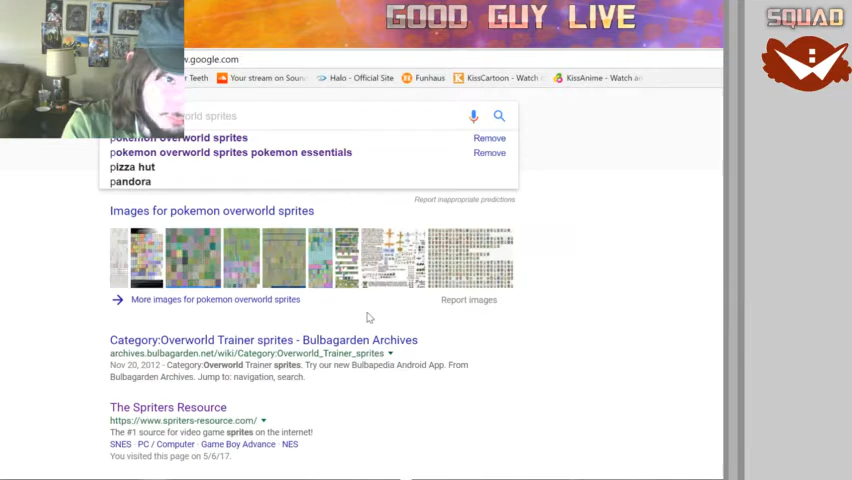 GOOD GUY LIVE
SQUAD
w.google.com
r Teeth
Your stream on Soun
Halo - Official Site
Funhaus
KissCartoon - Watch
KissAnime - Watch an
orld sprites
pokemon overworld sprites
Remove
pokemon overworld sprites pokemon essentials
Remove
pizza hut
pandora
Report inappropriate predictions
Images for pokemon overworld sprites
More images for pokemon overworld sprites
Report images
Category:Overworld Trainer sprites - Bulbagarden Archives
archives.bulbagarden.net/wiki/Category:Overworld_Trainer_sprites
Nov 20, 2012 - Category:Overworld Trainer sprites. Try our new Bulbapedia Android App. From
Bulbagarden Archives. Jump to: navigation, search.
The Spriters Resource
https://www.spriters-resource.com/
The #1 source for video game sprites on the internet!
SNES · PC / Computer · Game Boy Advance · NES
You visited this page on 5/6/17.